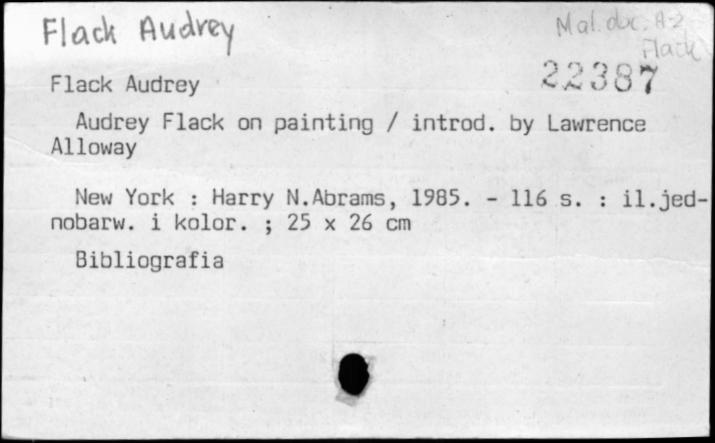 Flack Audrey
Mal. dok. A-Z
Flack
22387
Flack Audrey
Audrey Flack on painting / introd. by Lawrence
Alloway
New York : Harry N.Abrams, 1985. - 116 s. : il.jed-
nobarw. i kolor. ; 25 x 26 cm
Bibliografia